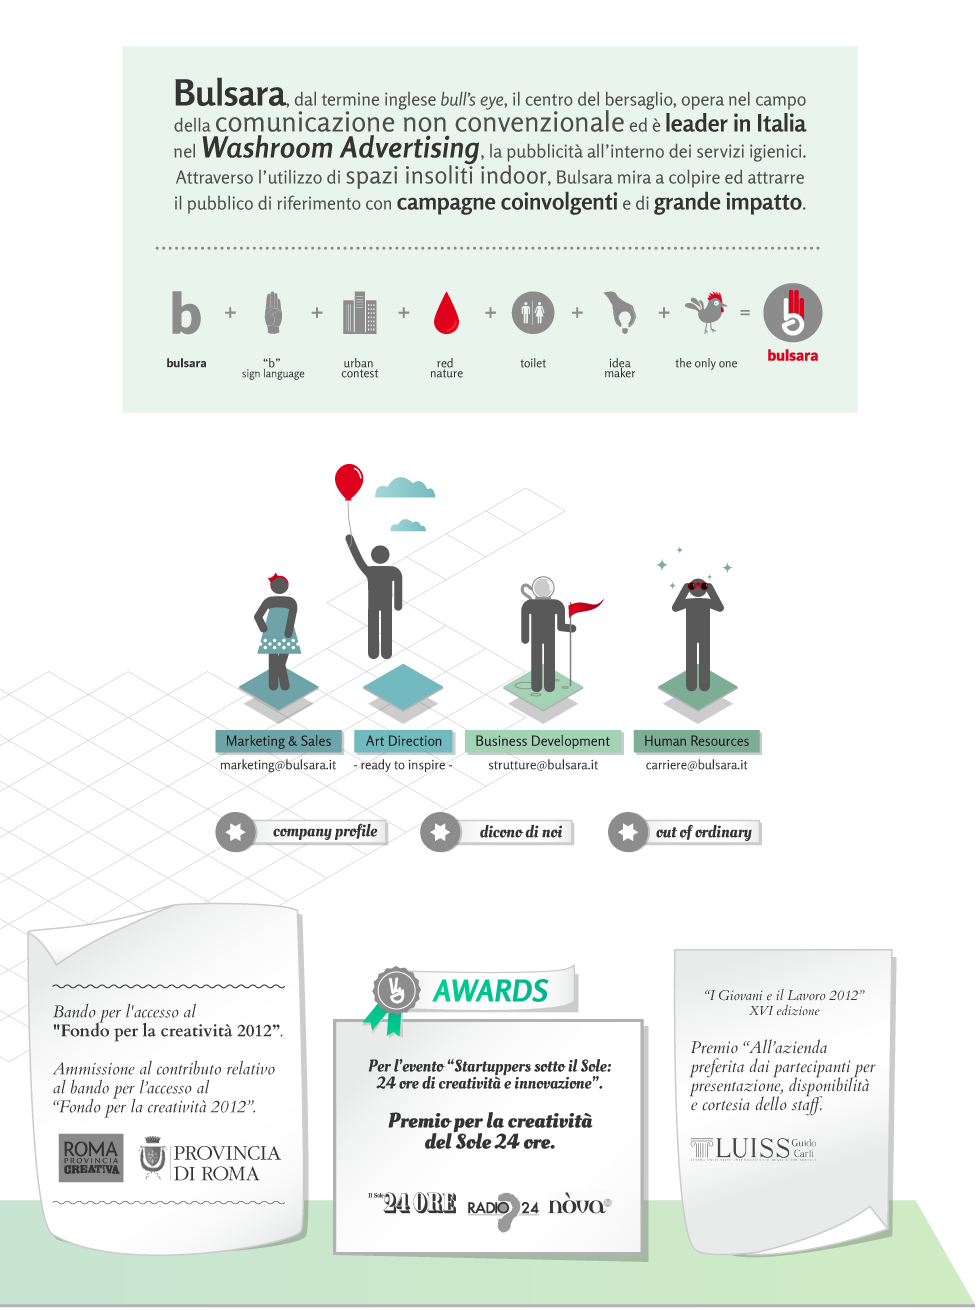 Bulsara, dal termine inglese bull's eye, il centro del bersaglio, opera nel campo
della comunicazione non convenzionale ed è leader in Italia
nel Washroom Advertising, la pubblicità all'interno dei servizi igienici.
Attraverso l'utilizzo di spazi insoliti indoor, Bulsara mira a colpire ed attrarre
il pubblico di riferimento con campagne coinvolgenti e di grande impatto.
b + + + + + + =
bulsara
bulsara
"b"
sign language
urban
contest
red
nature
toilet
idea
maker
the only one
Marketing & Sales
Art Direction
Business Development
Human Resources
marketing@bulsara.it
- ready to inspire -
strutture@bulsara.it
carriere@bulsara.it
company profile
dicono di noi
out of ordinary
Bando per l'accesso al
"Fondo per la creatività 2012".
Ammissione al contributo relativo
al bando per l'accesso al
"Fondo per la creatività 2012".
ROMA
PROVINCIA
CREATIVA
PROVINCIA
DI ROMA
AWARDS
Per l'evento "Startuppers sotto il Sole:
24 ore di creatività e innovazione".
Premio per la creatività
del Sole 24 ore.
Il Sole
24 ORE
RADIO 24
nòva
"I Giovani e il Lavoro 2012"
XVI edizione
Premio "All'azienda
preferita dai partecipanti per
presentazione, disponibilità
e cortesia dello staff.
LUISS Guido
Carli